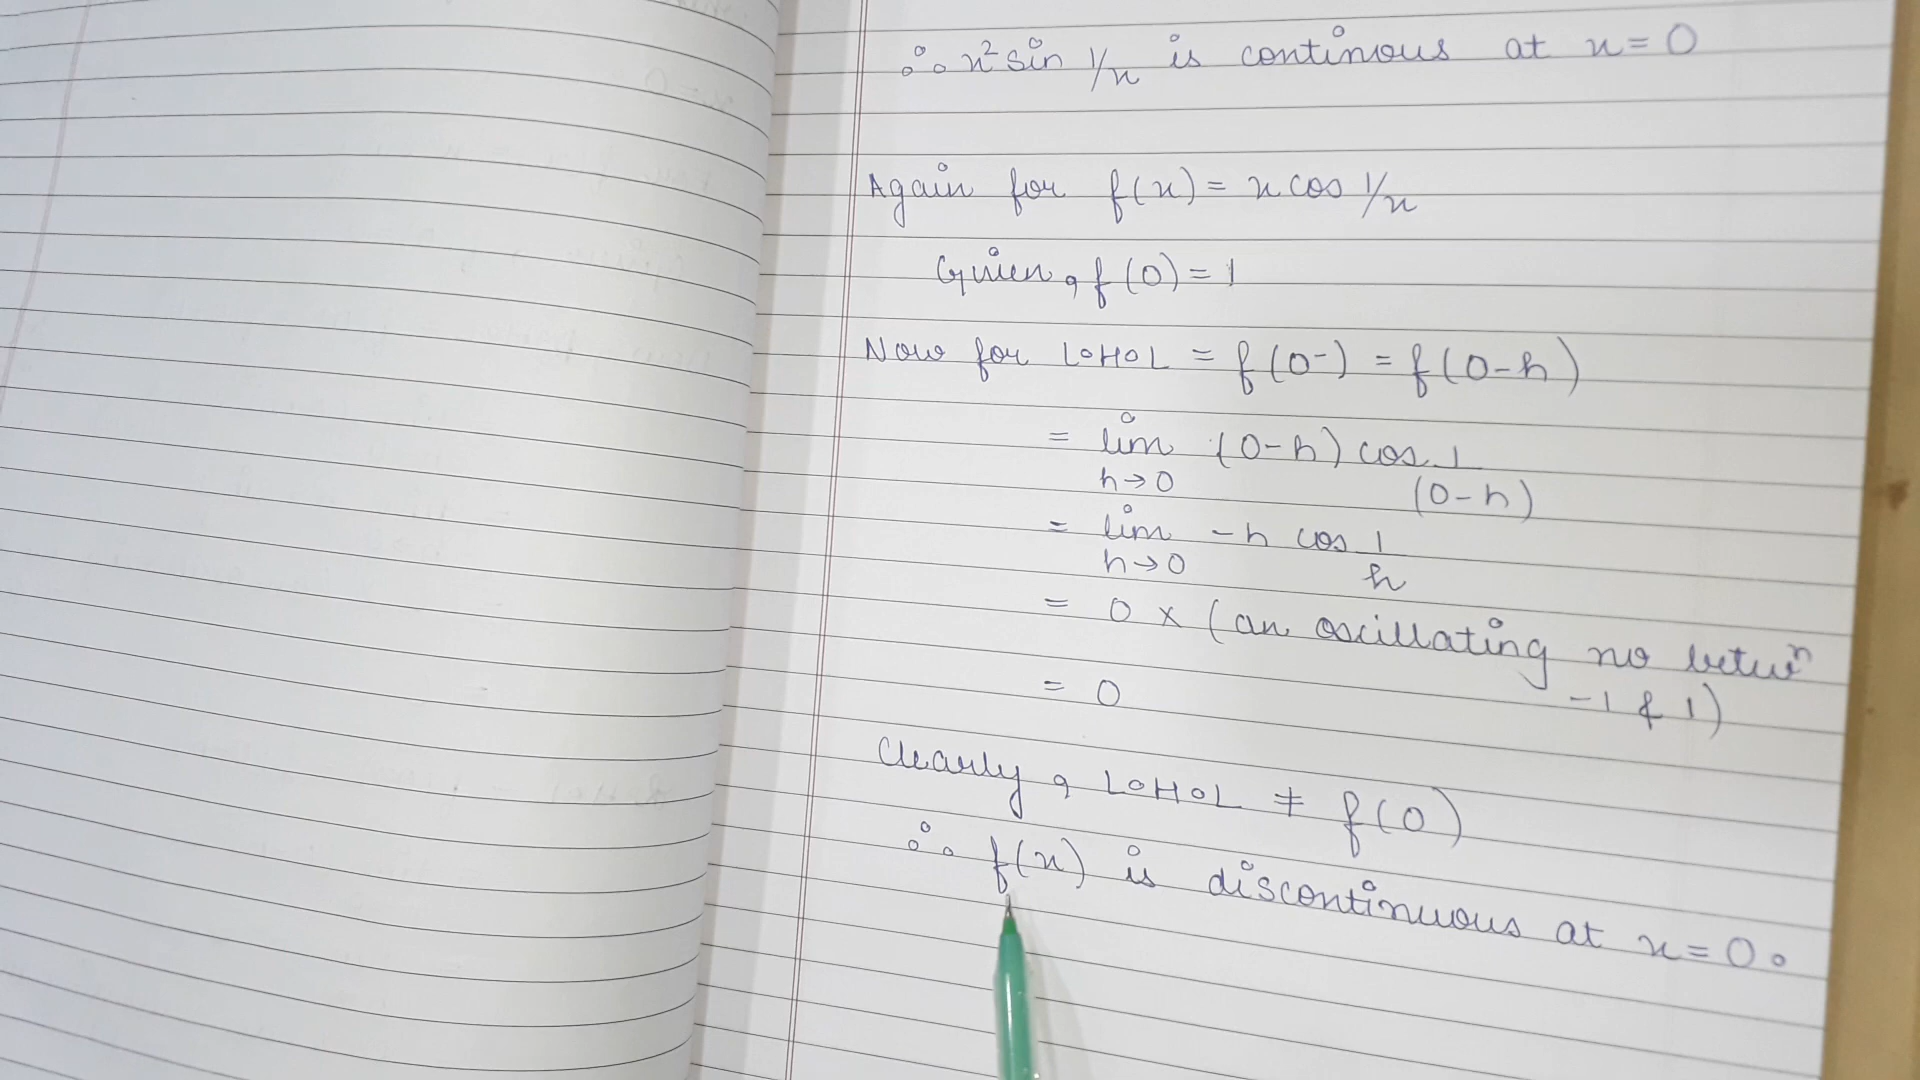 ∴ x² sin 1/x is continous at x = 0
Again for f(x) = x cos 1/x
Given, f(0) = 1
Now for L.H.L = f(0-) = f(0-h)
= lim (0-h) cos 1
h→0 (0-h)
= lim -h cos 1
h→0 h
= 0 × (an oscillating no betwⁿ
-1 & 1)
= 0
Clearly, L.H.L ≠ f(0)
∴ f(x) is discontinuous at x = 0.